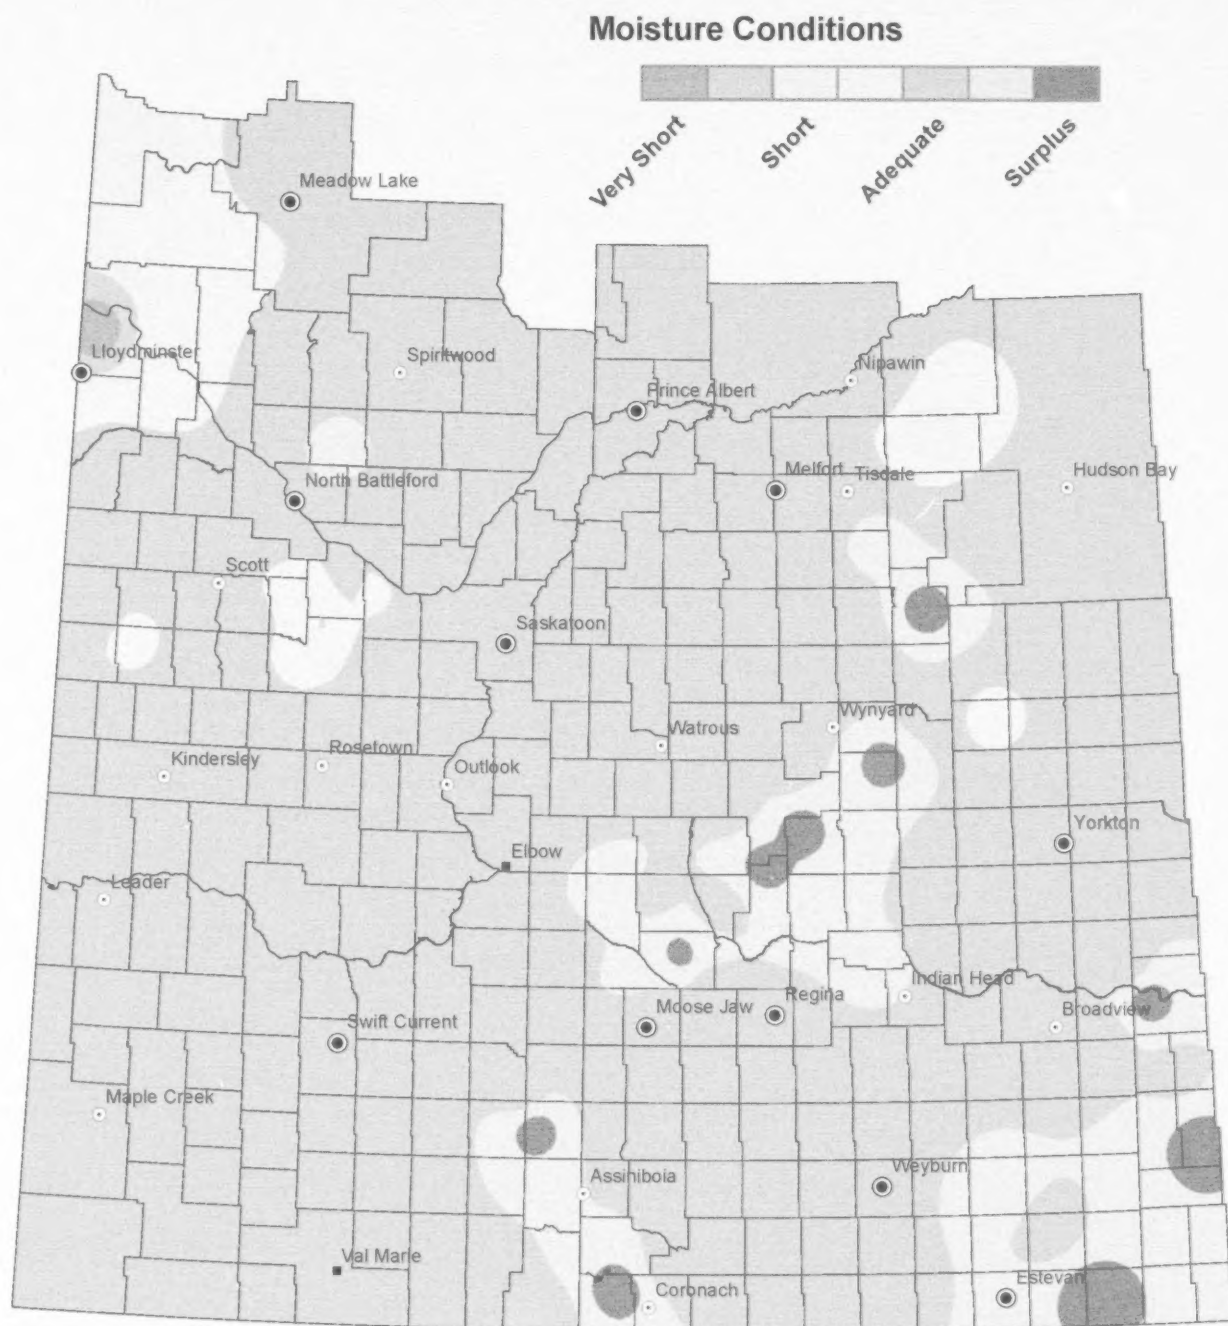 Moisture Conditions
Very Short
Short
Adequate
Surplus
Meadow Lake
Lloydminster
Spiritwood
Nipawin
Prince Albert
Melfort
Tisdale
Hudson Bay
North Battleford
Scott
Saskatoon
Wynyard
Watrous
Kindersley
Rosetown
Outlook
Yorkton
Elbow
Leader
Indian Head
Regina
Moose Jaw
Broadview
Swift Current
Maple Creek
Assiniboia
Weyburn
Val Marie
Coronach
Estevan